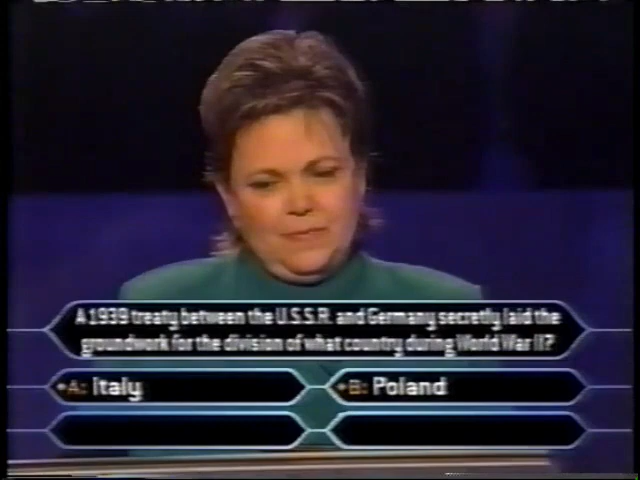 A 1939 treaty between the U.S.S.R. and Germany secretly laid the
groundwork for the division of what country during World War II?
A: Italy
B: Poland